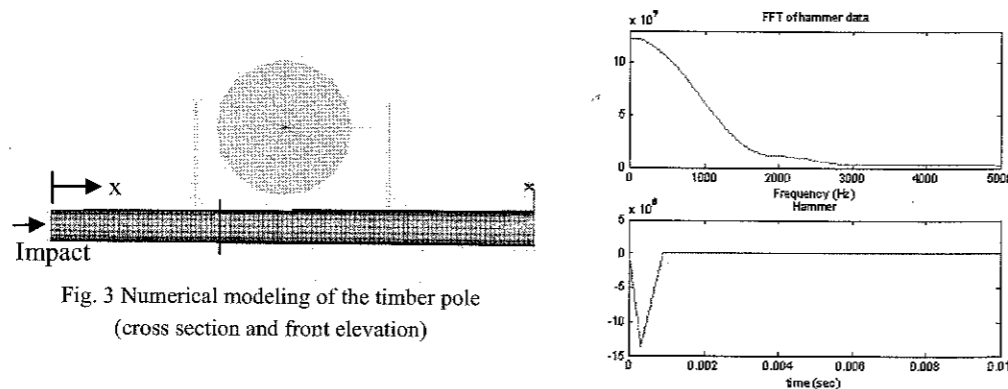 x
Impact
Fig. 3 Numerical modeling of the timber pole
(cross section and front elevation)
FFT of hammer data
x 10⁷
10
5
0
0 1000 2000 3000 4000 5000
Frequency (Hz)
Hammer
x 10⁶
5
0
-5
-10
-15
0 0.002 0.004 0.006 0.008 0.01
time (sec)